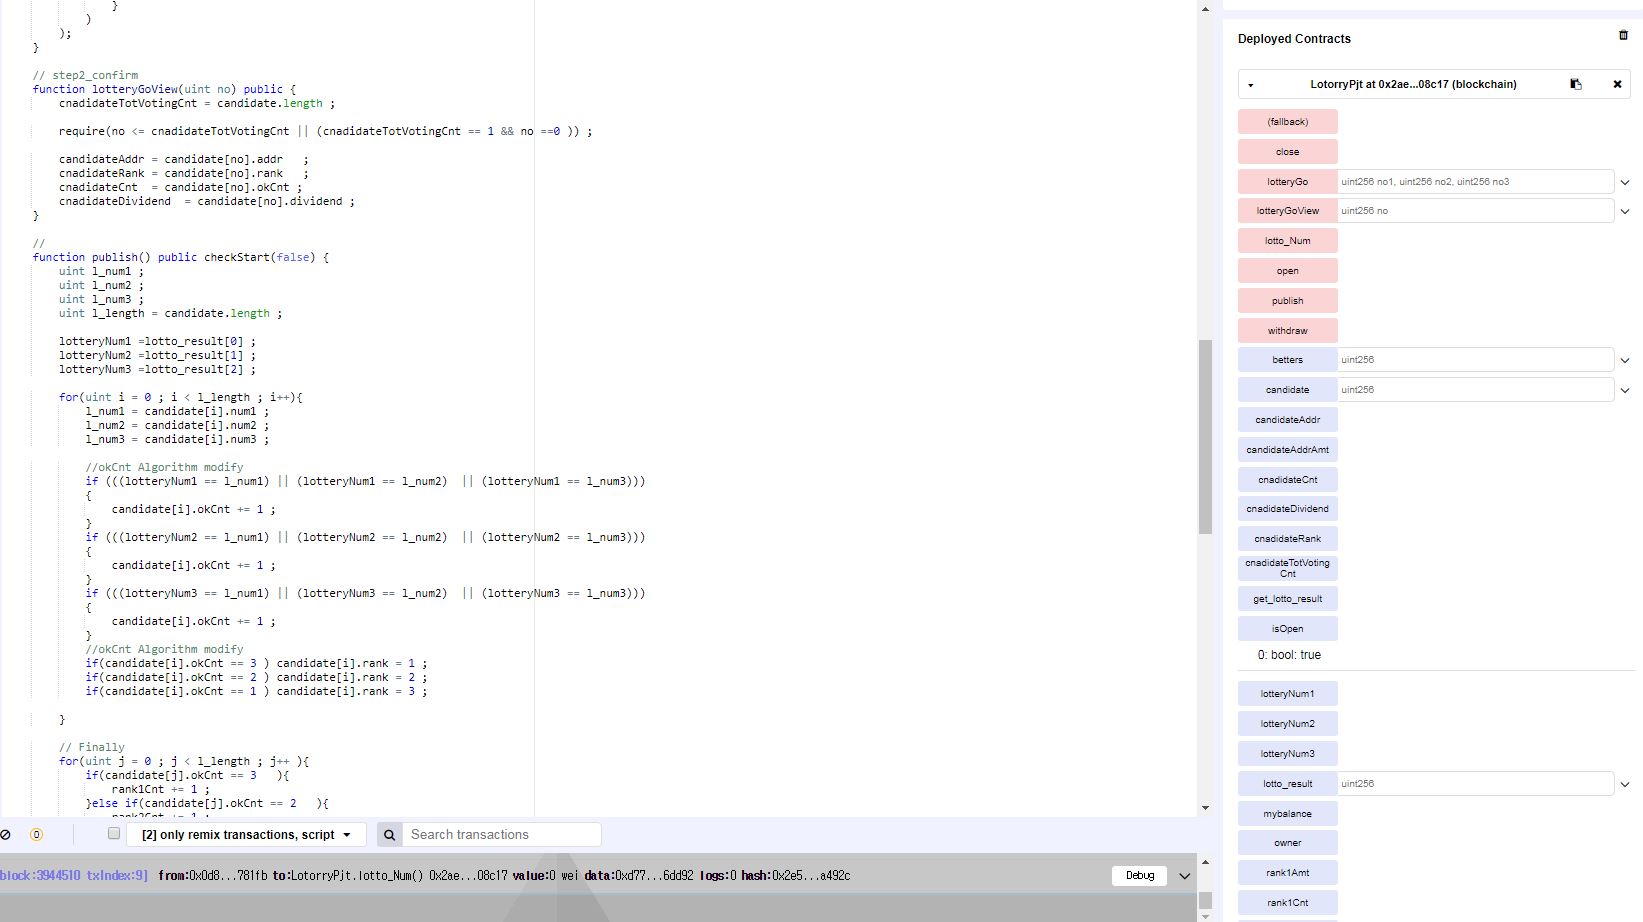 }
)
);
}
// step2_confirm
function lotteryGoView(uint no) public {
cnadidateTotVotingCnt = candidate.length ;
require(no <= cnadidateTotVotingCnt || (cnadidateTotVotingCnt == 1 && no ==0 )) ;
candidateAddr = candidate[no].addr ;
cnadidateRank = candidate[no].rank ;
cnadidateCnt = candidate[no].okCnt ;
cnadidateDividend = candidate[no].dividend ;
}
//
function publish() public checkStart(false) {
uint l_num1 ;
uint l_num2 ;
uint l_num3 ;
uint l_length = candidate.length ;
lotteryNum1 =lotto_result[0] ;
lotteryNum2 =lotto_result[1] ;
lotteryNum3 =lotto_result[2] ;
for(uint i = 0 ; i < l_length ; i++){
l_num1 = candidate[i].num1 ;
l_num2 = candidate[i].num2 ;
l_num3 = candidate[i].num3 ;
//okCnt Algorithm modify
if (((lotteryNum1 == l_num1) || (lotteryNum1 == l_num2) || (lotteryNum1 == l_num3)))
{
candidate[i].okCnt += 1 ;
}
if (((lotteryNum2 == l_num1) || (lotteryNum2 == l_num2) || (lotteryNum2 == l_num3)))
{
candidate[i].okCnt += 1 ;
}
if (((lotteryNum3 == l_num1) || (lotteryNum3 == l_num2) || (lotteryNum3 == l_num3)))
{
candidate[i].okCnt += 1 ;
}
//okCnt Algorithm modify
if(candidate[i].okCnt == 3 ) candidate[i].rank = 1 ;
if(candidate[i].okCnt == 2 ) candidate[i].rank = 2 ;
if(candidate[i].okCnt == 1 ) candidate[i].rank = 3 ;
}
// Finally
for(uint j = 0 ; j < l_length ; j++ ){
if(candidate[j].okCnt == 3 ){
rank1Cnt += 1 ;
}else if(candidate[j].okCnt == 2 ){
0
[2] only remix transactions, script
Search transactions
block:3944510 txIndex:9] from:0x0d8...781fb to:LotorryPjt.lotto_Num() 0x2ae...08c17 value:0 wei data:0xd77...6dd92 logs:0 hash:0x2e5...a492c
Debug
Deployed Contracts
LotorryPjt at 0x2ae...08c17 (blockchain)
(fallback)
close
lotteryGo uint256 no1, uint256 no2, uint256 no3
lotteryGoView uint256 no
lotto_Num
open
publish
withdraw
betters uint256
candidate uint256
candidateAddr
candidateAddrAmt
cnadidateCnt
cnadidateDividend
cnadidateRank
cnadidateTotVoting
Cnt
get_lotto_result
isOpen
0: bool: true
lotteryNum1
lotteryNum2
lotteryNum3
lotto_result uint256
mybalance
owner
rank1Amt
rank1Cnt